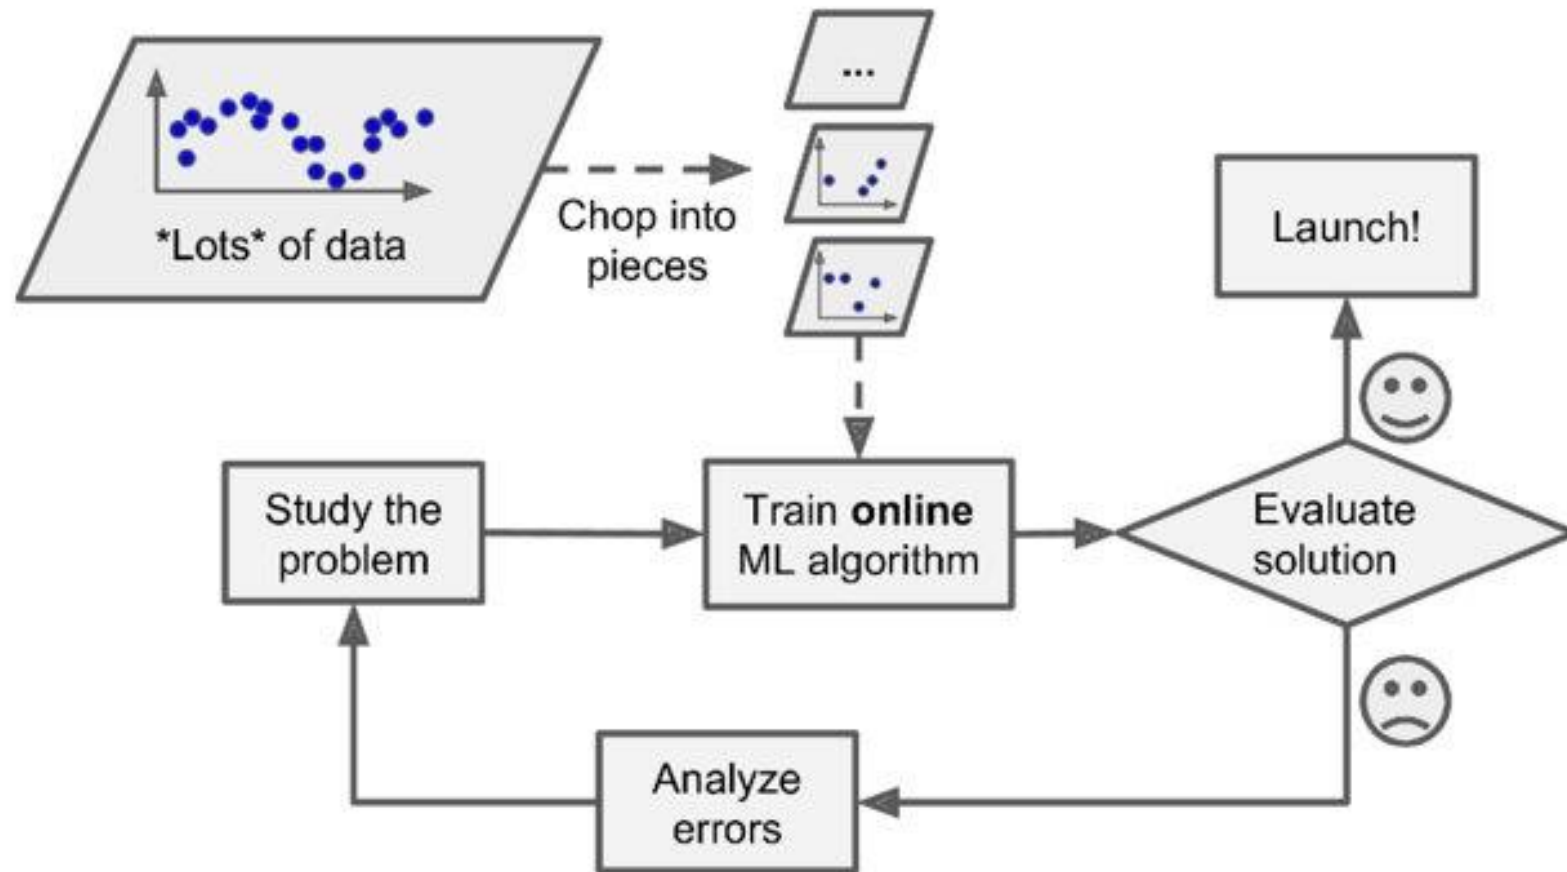 *Lots* of data
Chop into
pieces
...
Launch!
Study the
problem
Train online
ML algorithm
Evaluate
solution
Analyze
errors